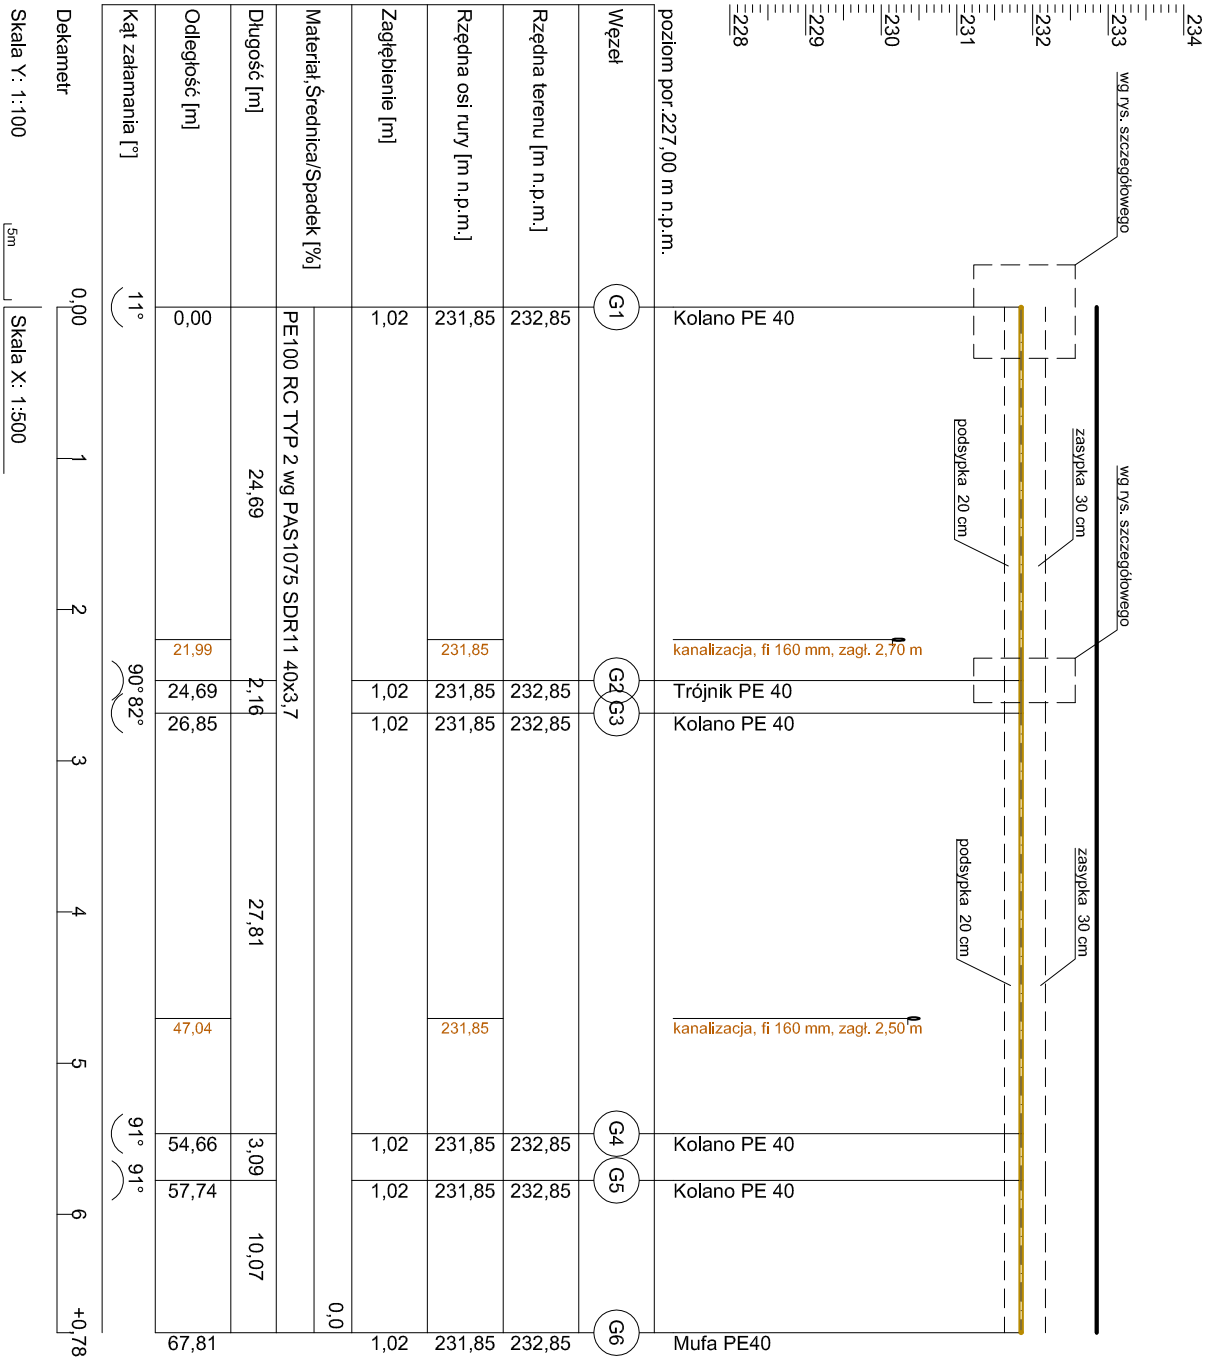 234
233
232
231
230
229
228
wg rys. szczegółowego
wg rys. szczegółowego
zasypka 30 cm
podsypka 20 cm
zasypka 30 cm
podsypka 20 cm
poziom por.227,00 m n.p.m.
Kolano PE 40
kanalizacja, fi 160 mm, zagł. 2,70 m
Trójnik PE 40
Kolano PE 40
kanalizacja, fi 160 mm, zagł. 2,50 m
Kolano PE 40
Kolano PE 40
Mufa PE40
Węzeł
G1
G2
G3
G4
G5
G6
Rzędna terenu [m n.p.m.]
232,85
232,85
232,85
232,85
232,85
232,85
Rzędna osi rury [m n.p.m.]
231,85
231,85
231,85
231,85
231,85
231,85
231,85
231,85
Zagłębienie [m]
1,02
1,02
1,02
1,02
1,02
1,02
Materiał,Średnica/Spadek [%]
0,0
PE100 RC TYP 2 wg PAS1075 SDR11 40x3,7
Długość [m]
24,69
2,16
27,81
3,09
10,07
Odległość [m]
0,00
21,99
24,69
26,85
47,04
54,66
57,74
67,81
Kąt załamania [°]
11°
90°
82°
91°
91°
Dekametr
0,00
1
2
3
4
5
6
+0,78
5m
Skala Y: 1:100
Skala X: 1:500